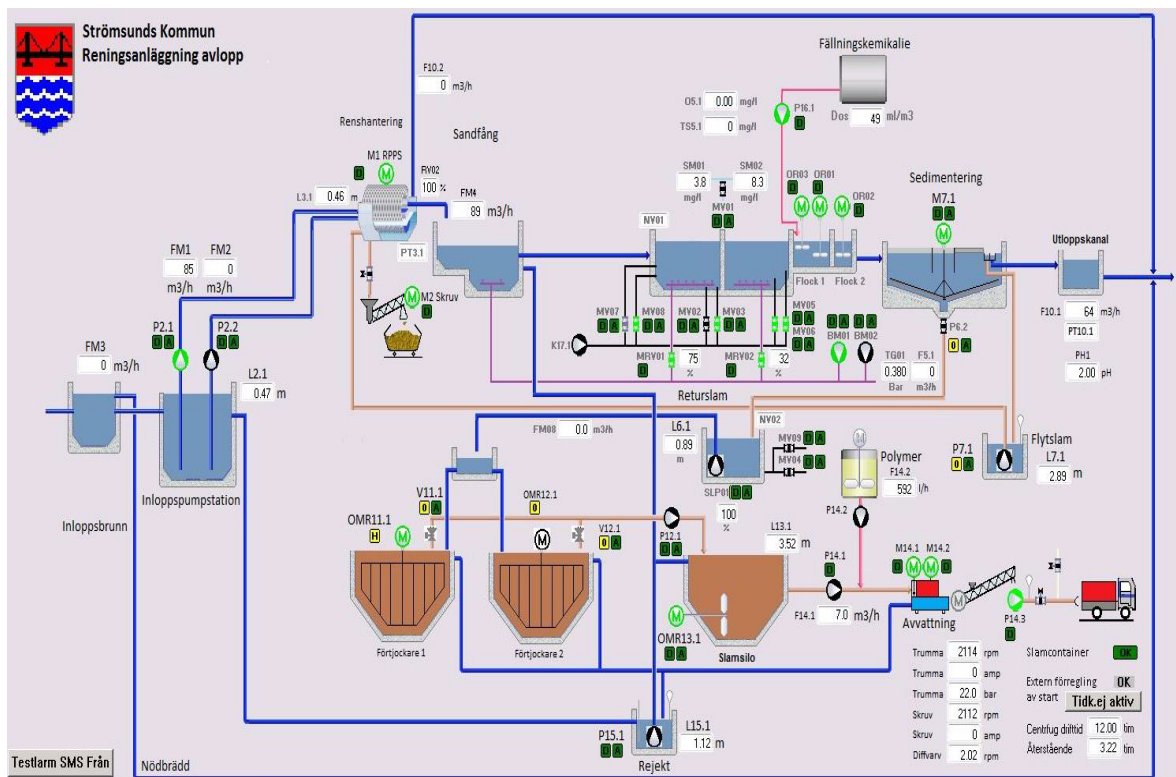 Strömsunds Kommun
Reningsanläggning avlopp
F10.2
0 m3/h
Fällningskemikalie
O5.1 0.00 mg/l
TS5.1 0 mg/l
P16.1
D
Dos 49 ml/m3
Renshantering
Sandfång
M1 RPPS
D M
RV02
100 %
L3.1 0.46 m
FM4
89 m3/h
PT3.1
SM01
3.8
mg/l
SM02
8.3
mg/l
MV01
D A
NV01
OR03 OR01
D D
OR02
D
M M M
Flock 1 Flock 2
Sedimentering
M7.1
D A
M
Utloppskanal
F10.1 64 m3/h
PT10.1
PH1
2.00 pH
FM1 FM2
85 0
m3/h m3/h
P2.1
D A
P2.2
D A
M2 Skruv
M D
FM3
0 m3/h
L2.1
0.47 m
Inloppsbrunn
Inloppspumpstation
K17.1
MV07 MV08 MV02 MV03
D A D A
MV05
D A
MV06
D A
MRV01 75
D %
MRV02 32
D %
D A D A
BM01 BM02
TG01 F5.1
0.380 0
Bar m3/h
P6.2
0 A
Returslam
FM08 0.0 m3/h
L6.1
0.89
m
NV02
MV09 D A
MV04 D A
SLP01 D A
100
%
Polymer
M
F14.2
592 l/h
P14.2
P7.1
0 A
Flytslam
L7.1
2.89 m
V11.1
0 A
OMR12.1
0
OMR11.1
H
M M
V12.1
0 A
P12.1
D A
L13.1
3.52 m
P14.1
D A
F14.1 7.0 m3/h
M14.1 M14.2
D M M D
M
Avvattning
P14.3
D
M
OMR13.1
D A
Förtjockare 1
Förtjockare 2
Slamsilo
Trumma 2114 rpm
Trumma 0 amp
Trumma 22.0 bar
Skruv 2112 rpm
Skruv 0 amp
Diffvarv 2.02 rpm
Slamcontainer OK
Extern förregling OK
av start Tidk.ej aktiv
Centrifug drifttid 12.00 tim
Återstående 3.22 tim
P15.1
D A
L15.1
1.12 m
Rejekt
Testlarm SMS Från
Nödbrädd